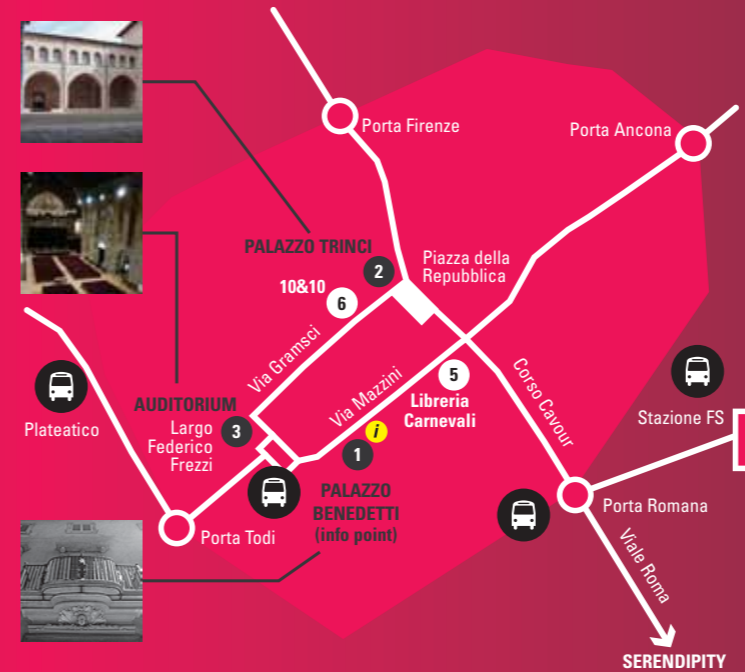 Porta Firenze
Porta Ancona
PALAZZO TRINCI
2
Piazza della
Repubblica
10&10
6
Via Gramsci
Via Mazzini
5
Libreria
Carnevali
Corso Cavour
Stazione FS
Plateatico
AUDITORIUM
3
Largo
Federico
Frezzi
i
1
PALAZZO
BENEDETTI
(info point)
Porta Todi
Porta Romana
Viale Roma
SERENDIPITY